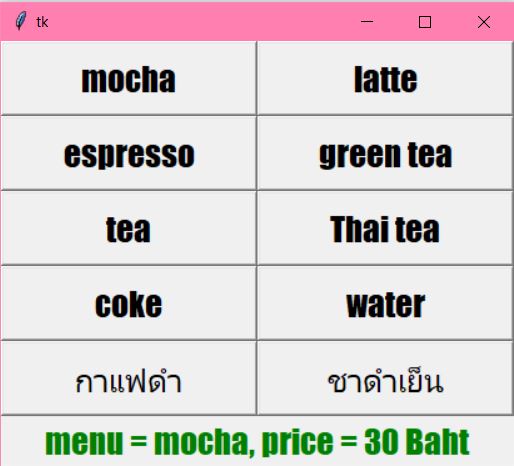 tk
mocha
latte
espresso
green tea
tea
Thai tea
coke
water
กาแฟดำ
ชาดำเย็น
menu = mocha, price = 30 Baht